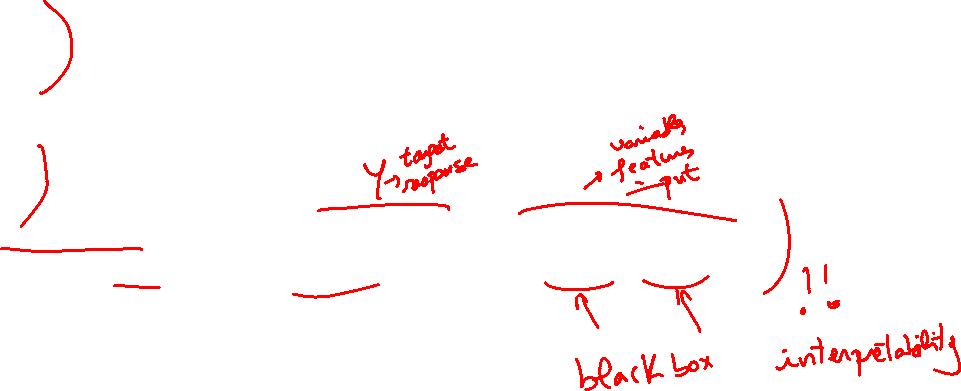 Y → target
response
→ variables
features
input
!!
black box
interpretability